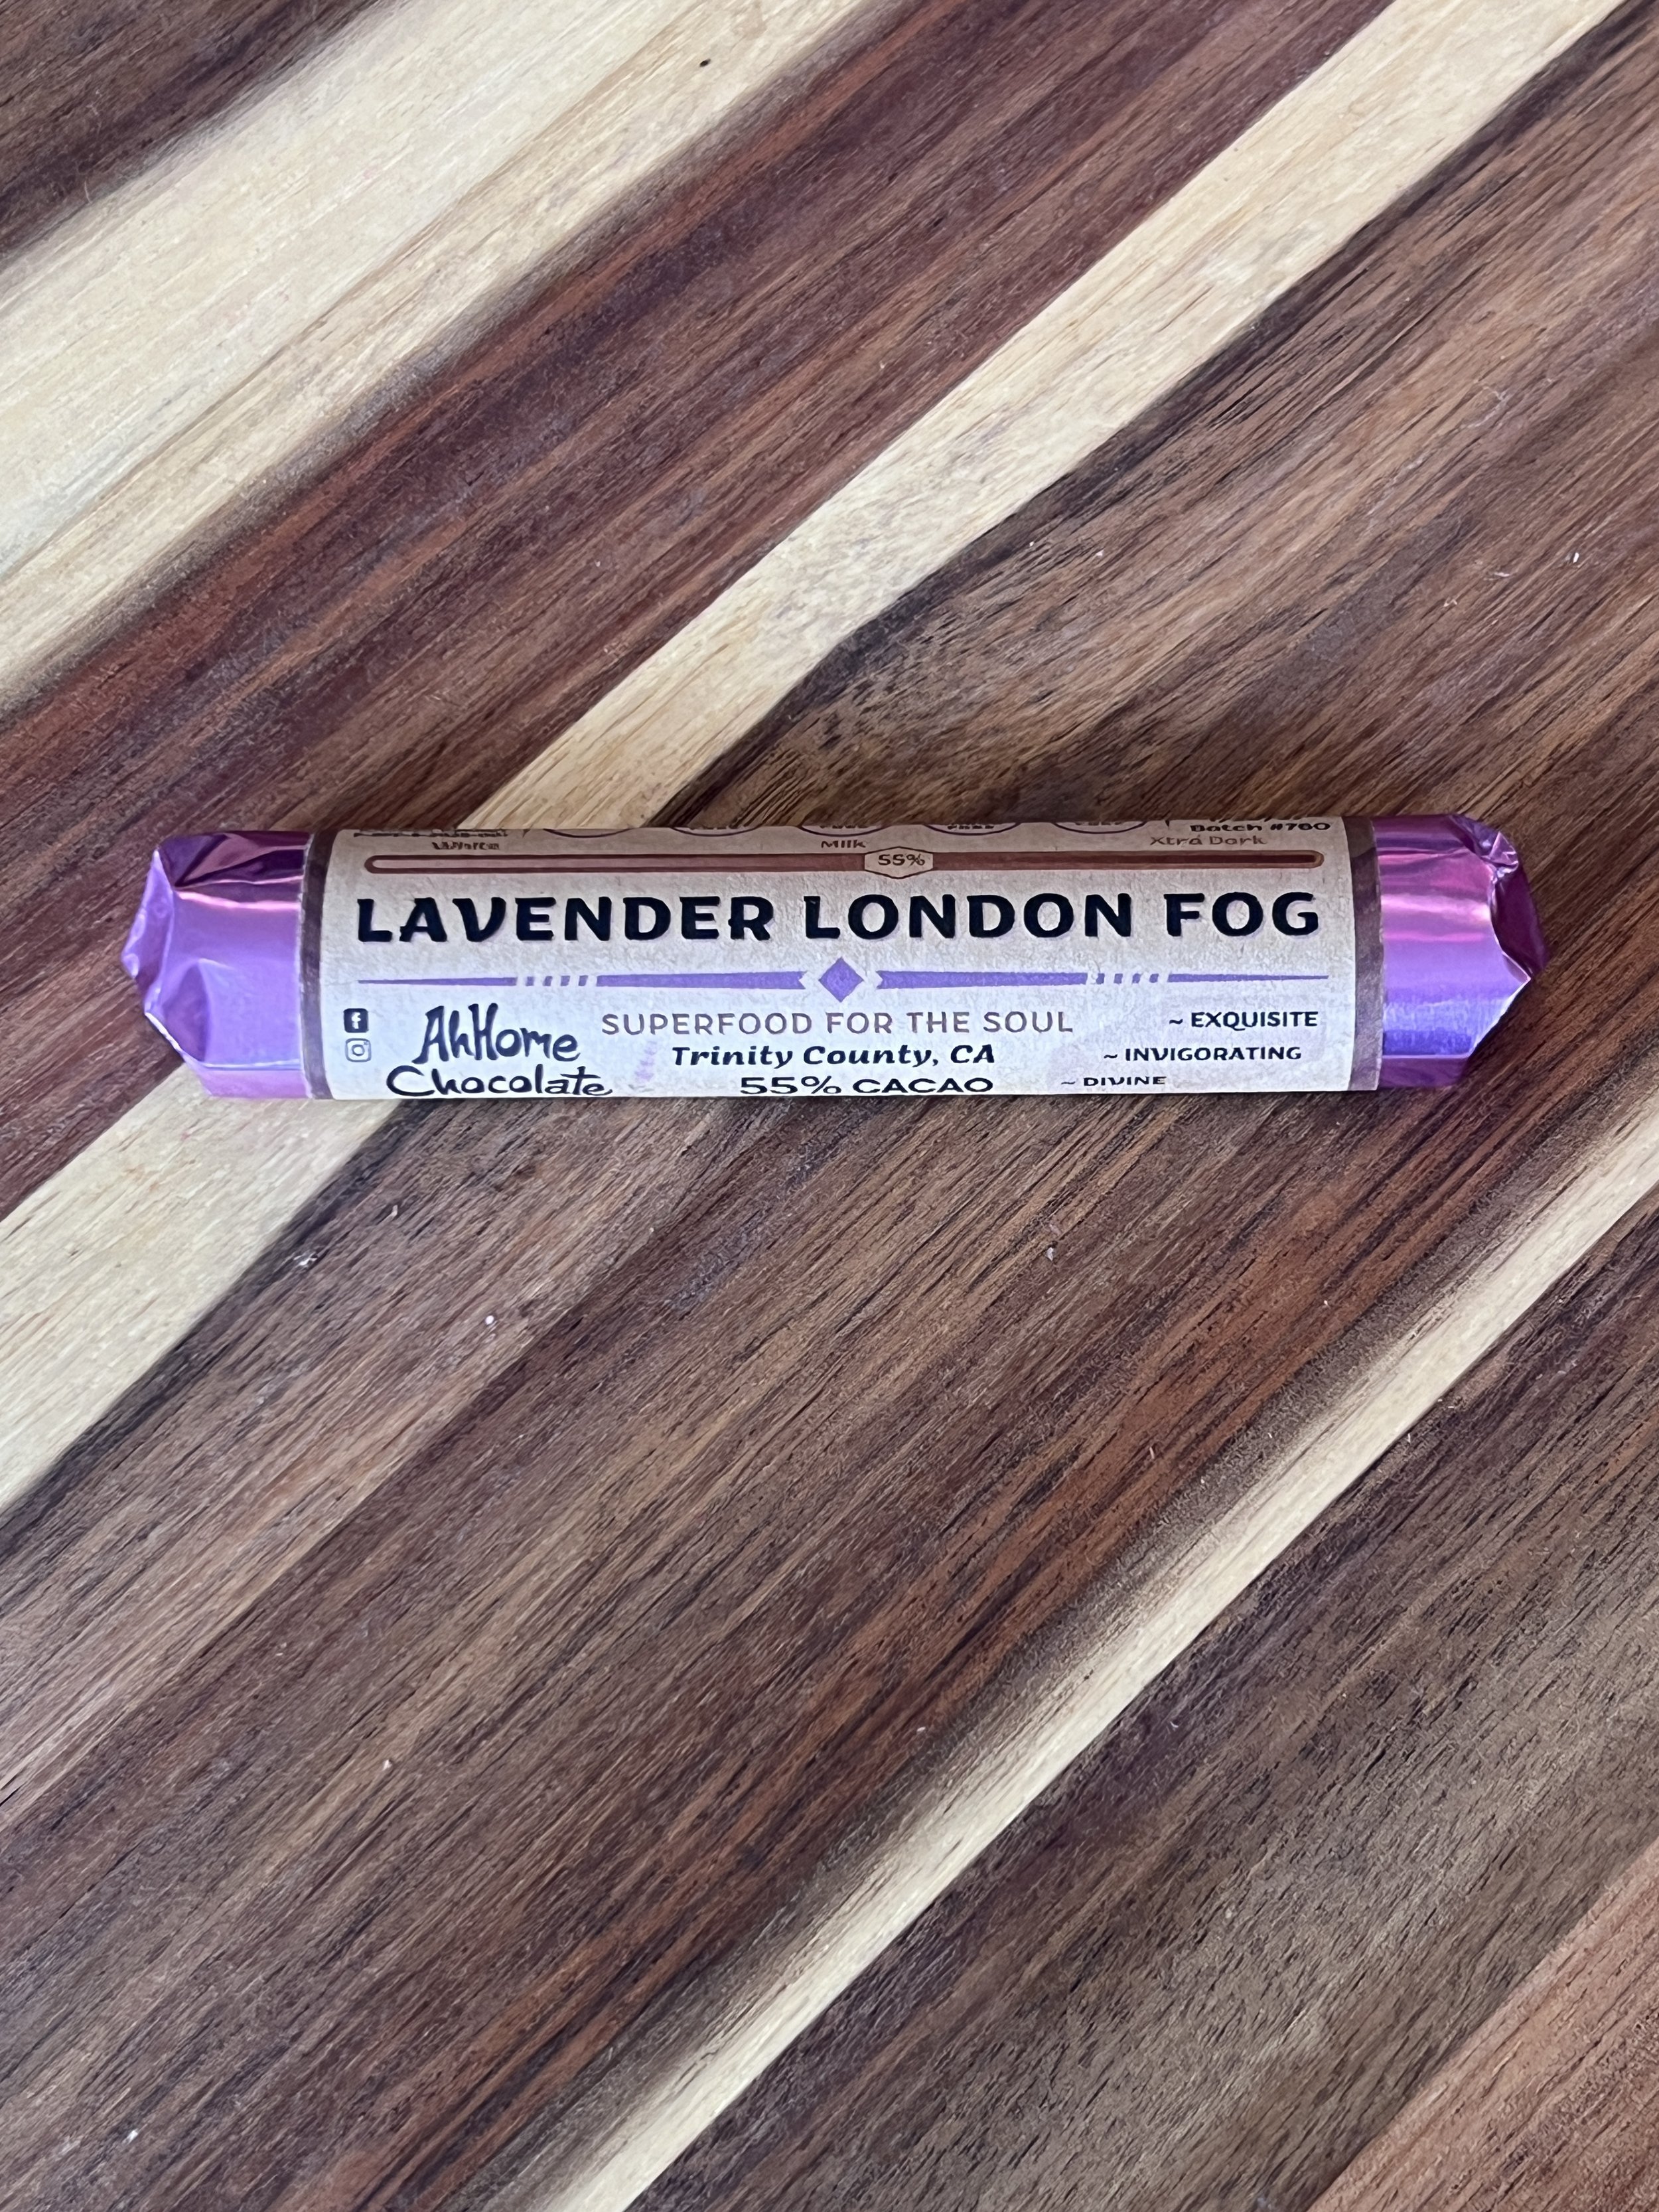 Batch #760
White Milk Xtra Dark
55%
LAVENDER LONDON FOG
AhHome
Chocolate
SUPERFOOD FOR THE SOUL
Trinity County, CA
55% CACAO
~ EXQUISITE
~ INVIGORATING
~ DIVINE